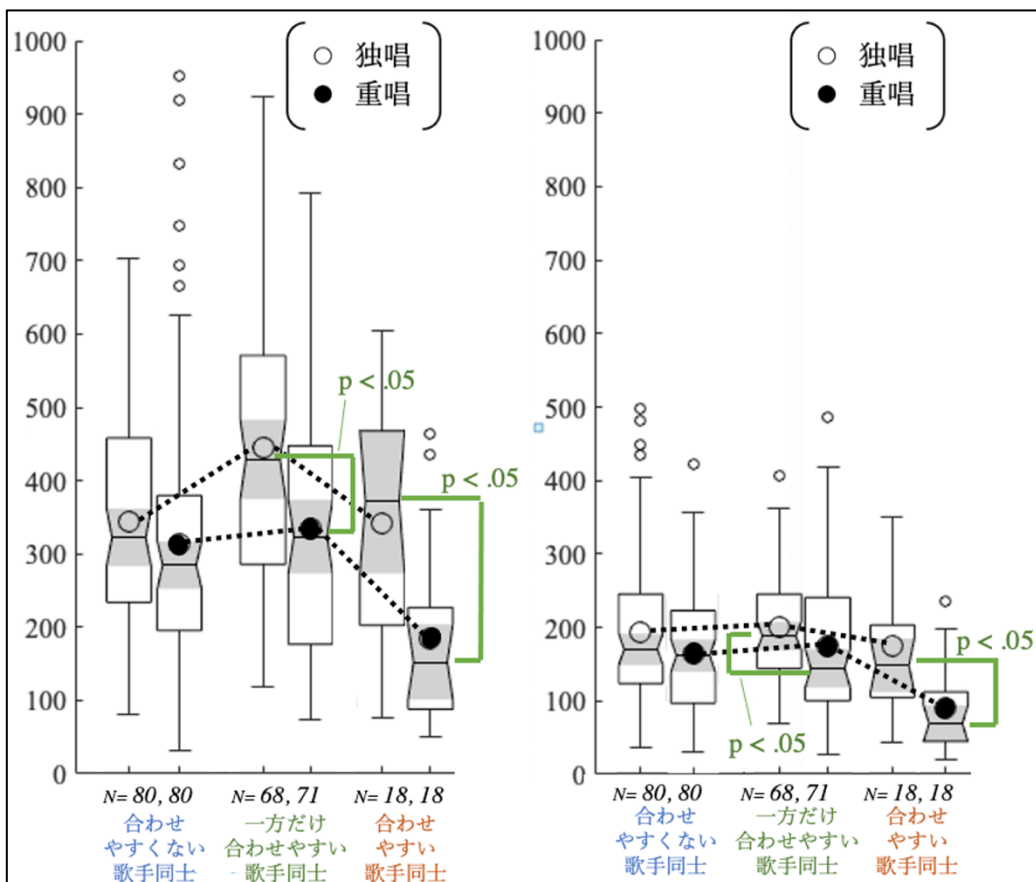 1000
900
800
700
600
500
400
300
200
100
0
独唱
重唱
p < .05
p < .05
N= 80, 80
N= 68, 71
N= 18, 18
合わせ
やすくない
歌手同士
一方だけ
合わせやすい
歌手同士
合わせ
やすい
歌手同士
1000
900
800
700
600
500
400
300
200
100
0
独唱
重唱
p < .05
p < .05
N= 80, 80
N= 68, 71
N= 18, 18
合わせ
やすくない
歌手同士
一方だけ
合わせやすい
歌手同士
合わせ
やすい
歌手同士